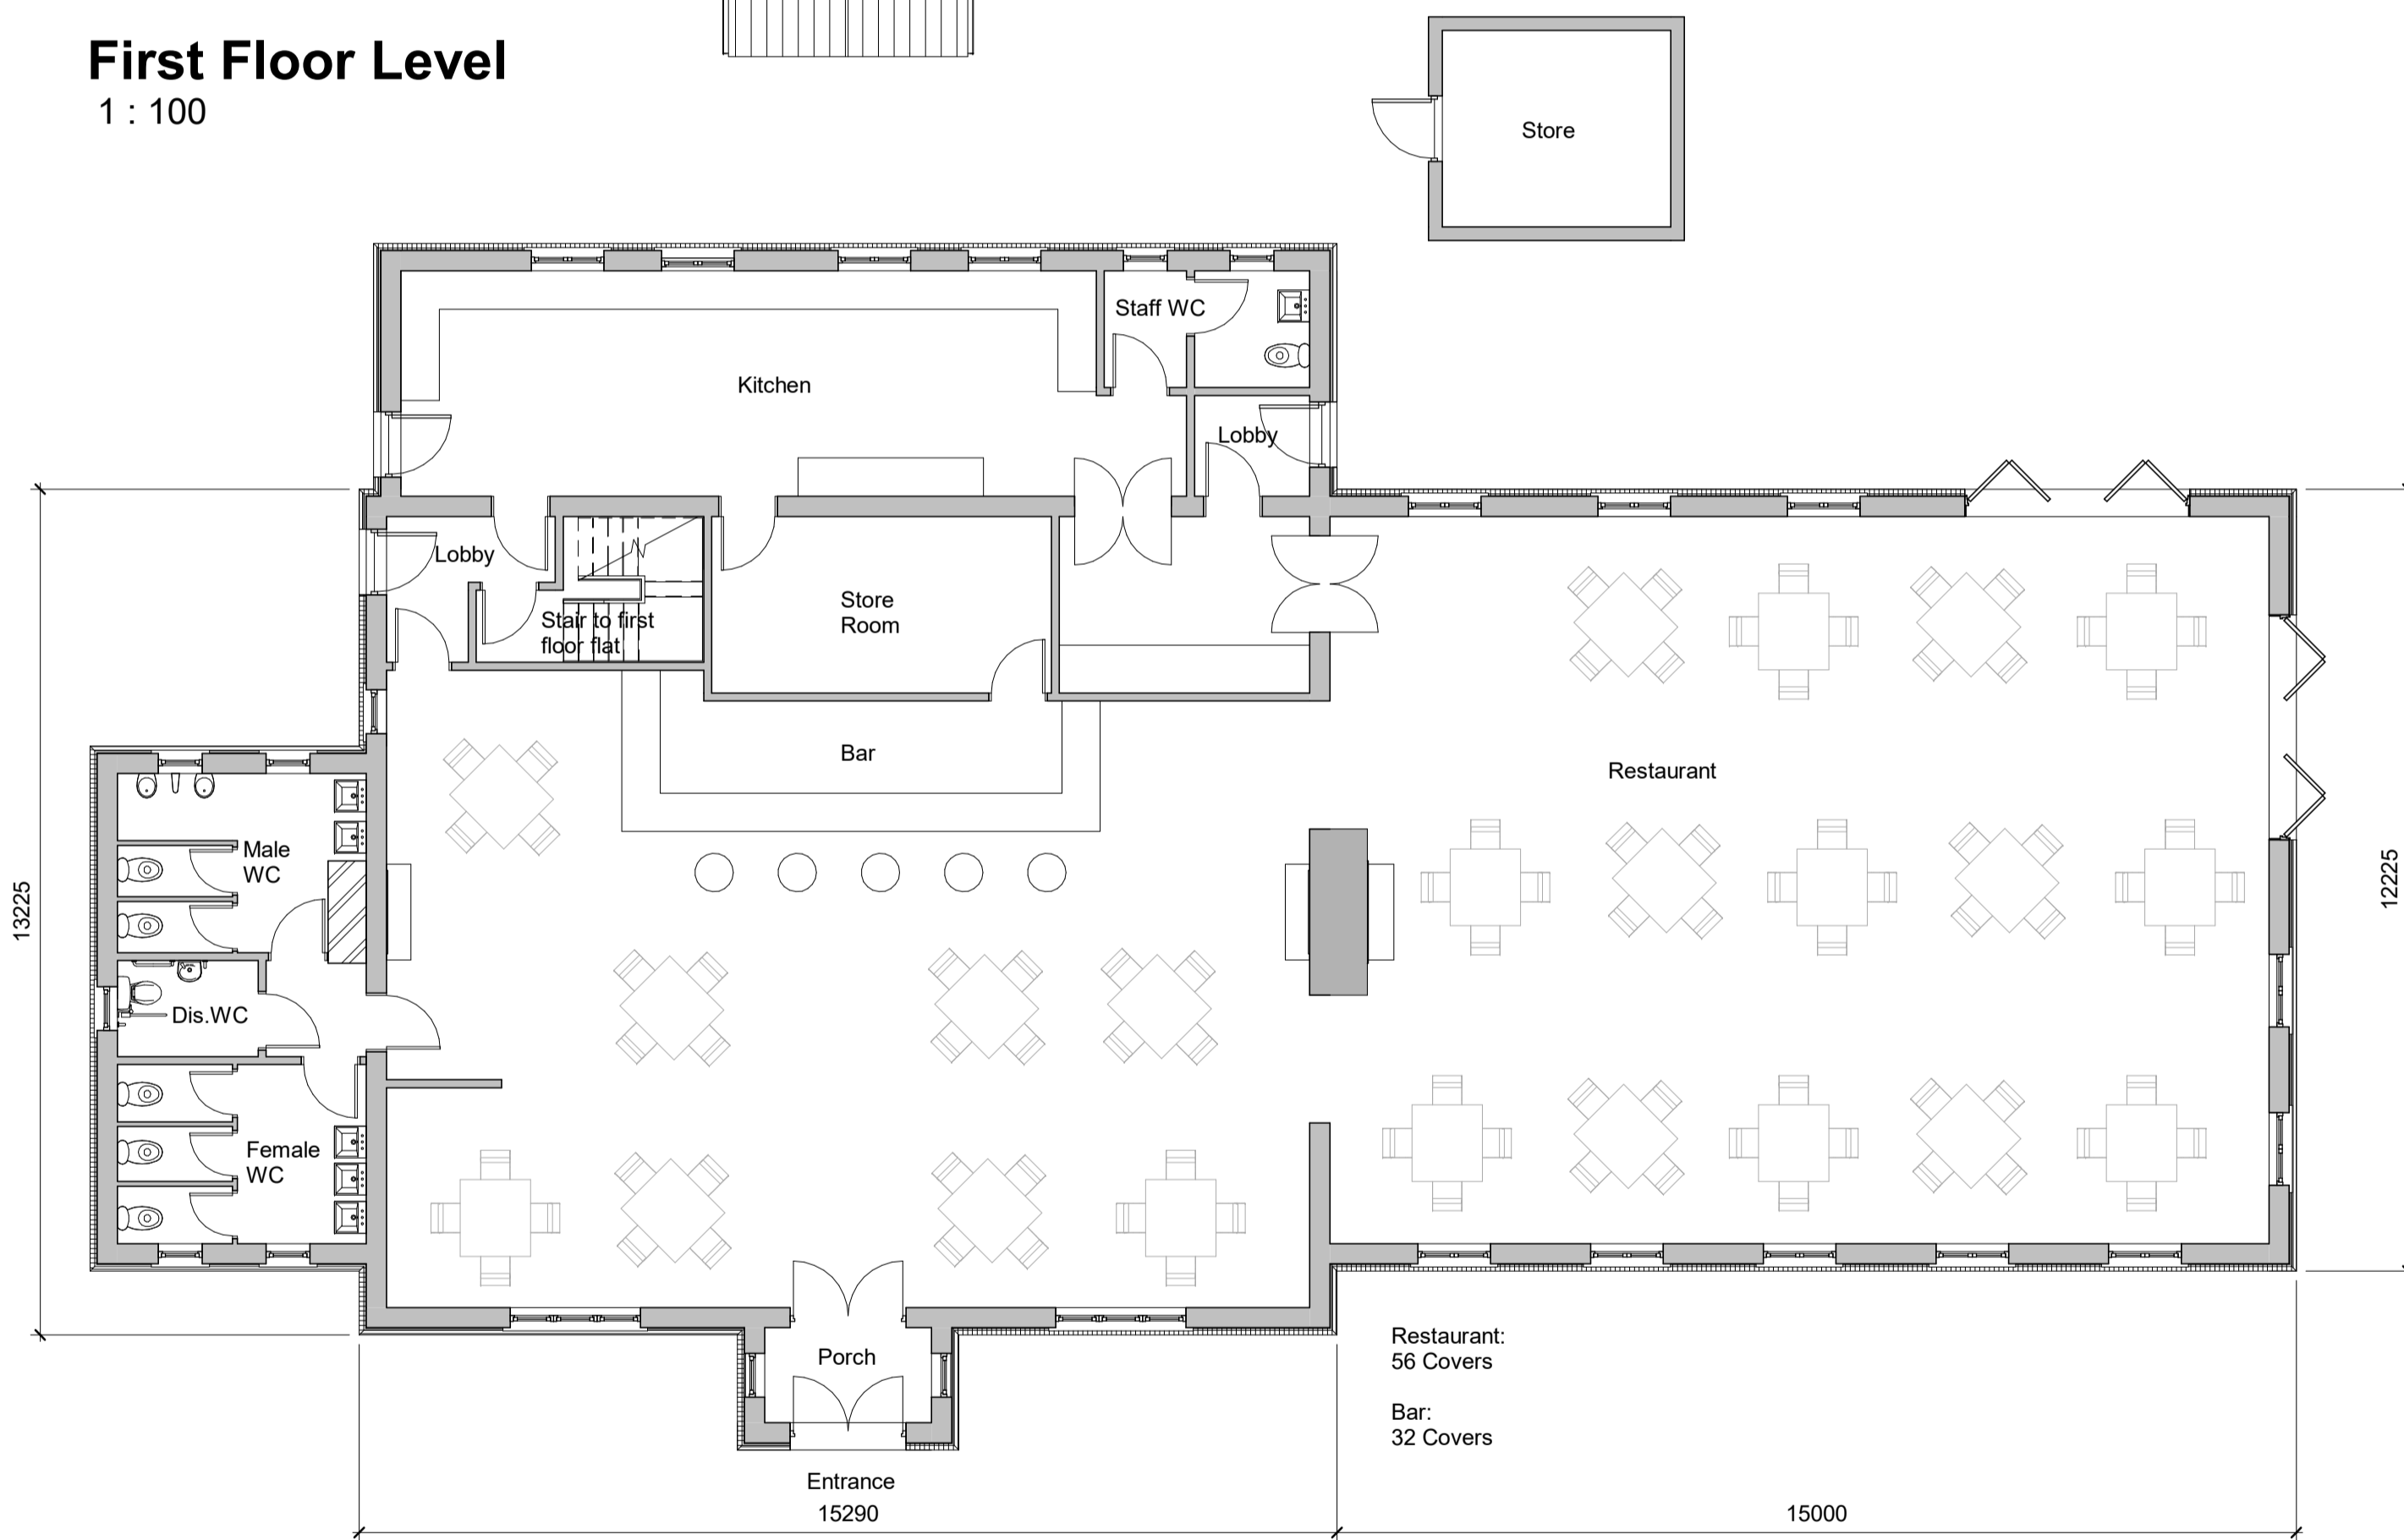 First Floor Level
1 : 100
Store
Staff WC
Kitchen
Lobby
Lobby
Stair to first
floor flat
Store
Room
Bar
Restaurant
Male
WC
Dis.WC
Female
WC
13225
12225
Porch
Entrance
15290
15000
Restaurant:
56 Covers
Bar:
32 Covers